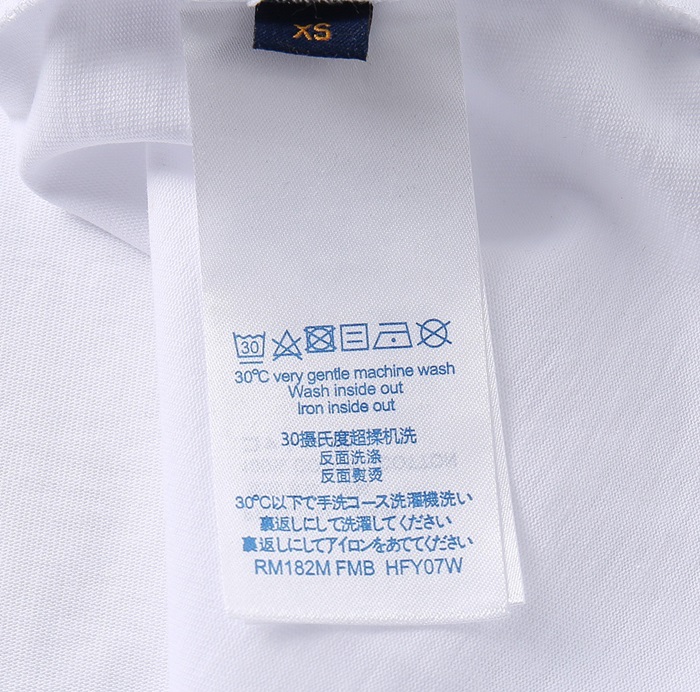 XS
30
30°C very gentle machine wash
Wash inside out
Iron inside out
30摄氏度超揉机洗
反面洗涤
反面熨烫
30°C以下で手洗コース洗濯機洗い
裏返しにして洗濯してください
裏返しにしてアイロンをあててください
RM182M FMB HFY07W